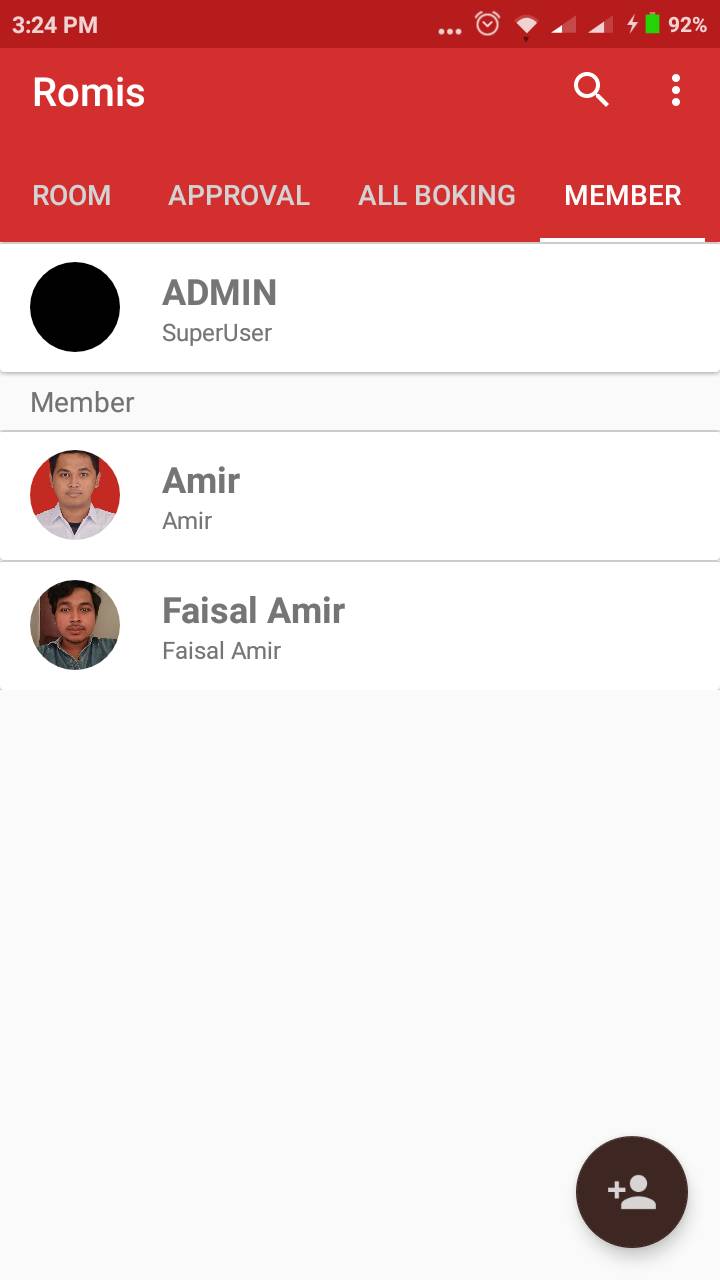 3:24 PM
92%
Romis
ROOM APPROVAL ALL BOKING MEMBER
ADMIN
SuperUser
Member
Amir
Amir
Faisal Amir
Faisal Amir